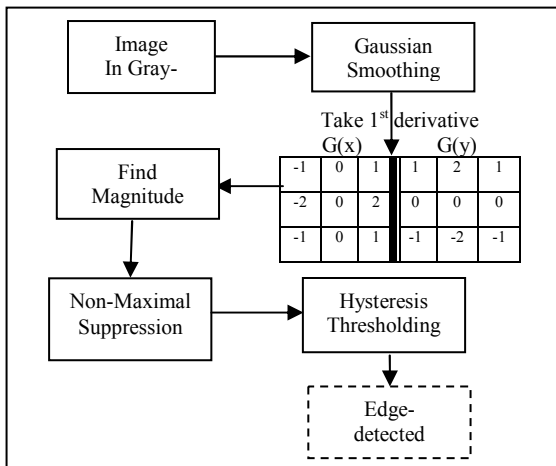 Image
In Gray-
Gaussian
Smoothing
Take 1st derivative
G(x) G(y)
-1 0 1 1 2 1
-2 0 2 0 0 0
-1 0 1 -1 -2 -1
Find
Magnitude
Non-Maximal
Suppression
Hysteresis
Thresholding
Edge-
detected